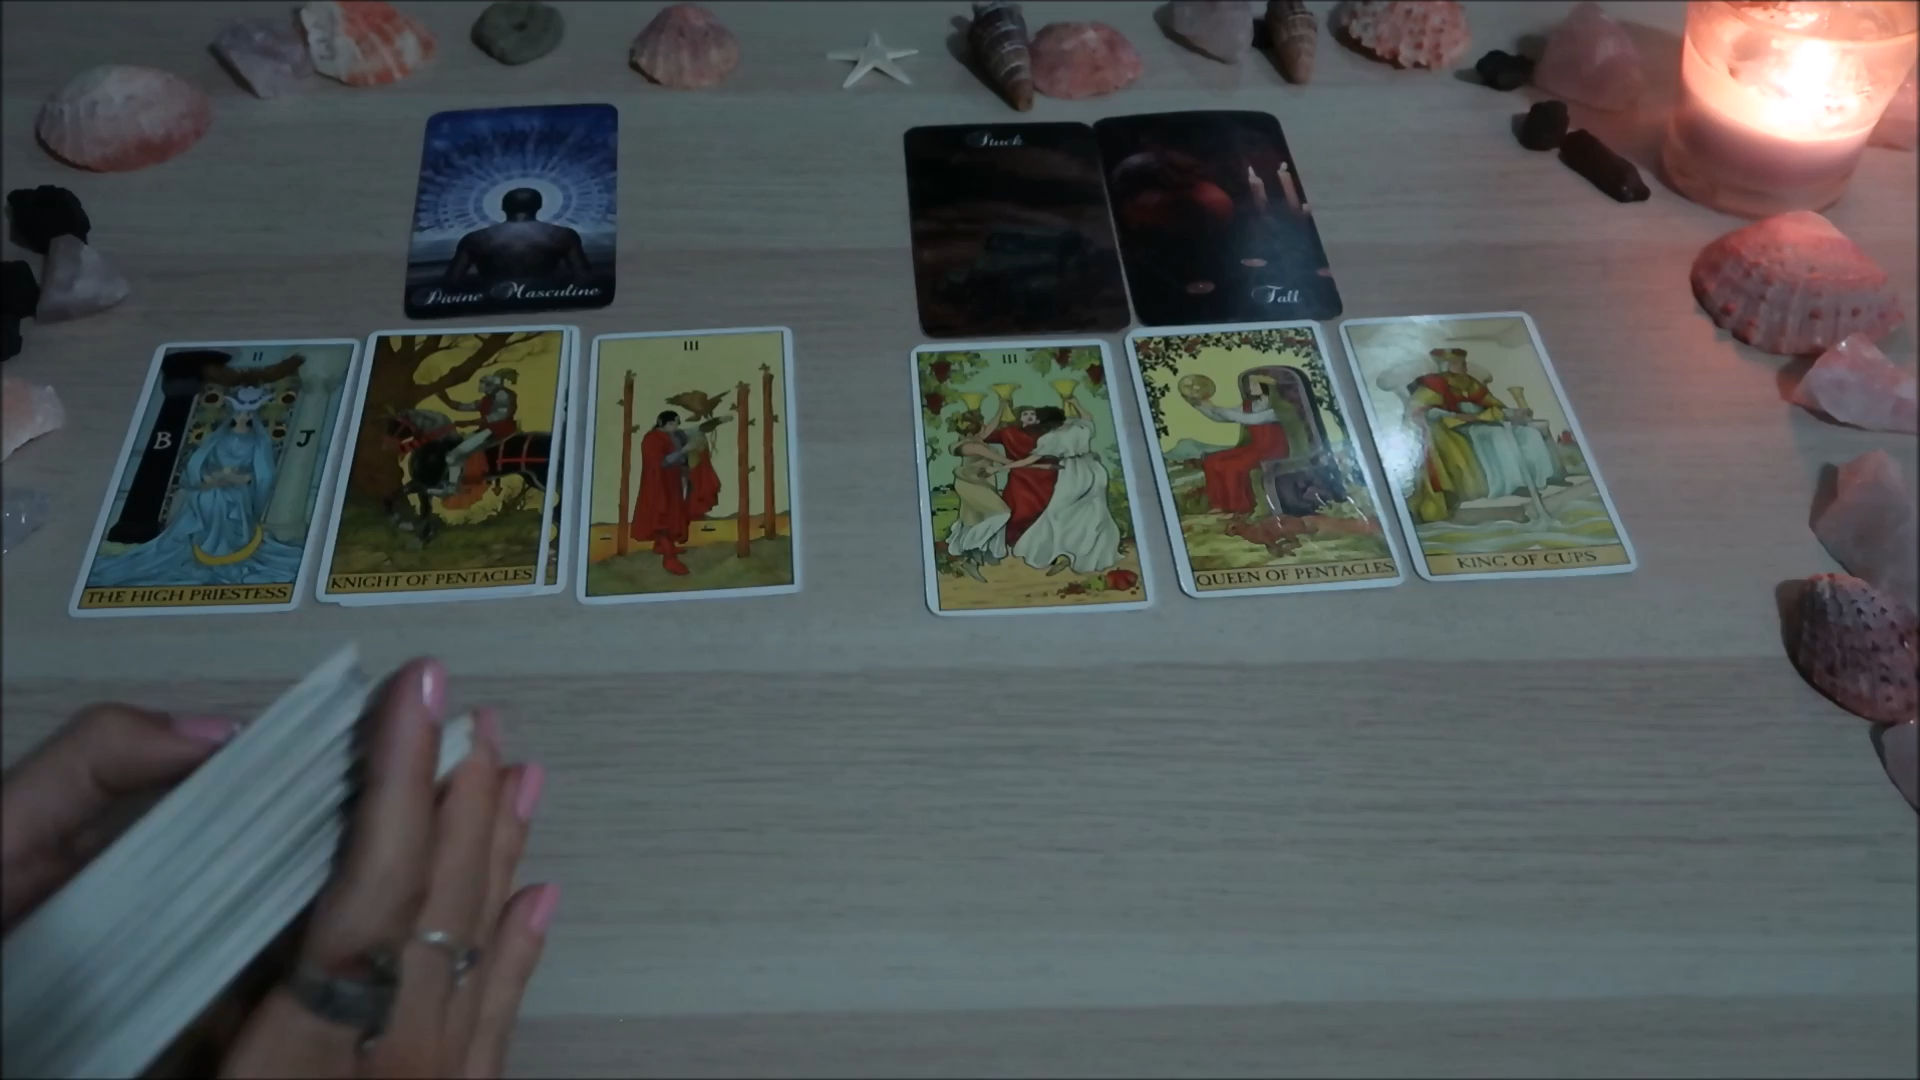 Stuck
Divine Masculine
Tall
II
B
J
THE HIGH PRIESTESS
KNIGHT OF PENTACLES
III
III
QUEEN OF PENTACLES
KING OF CUPS